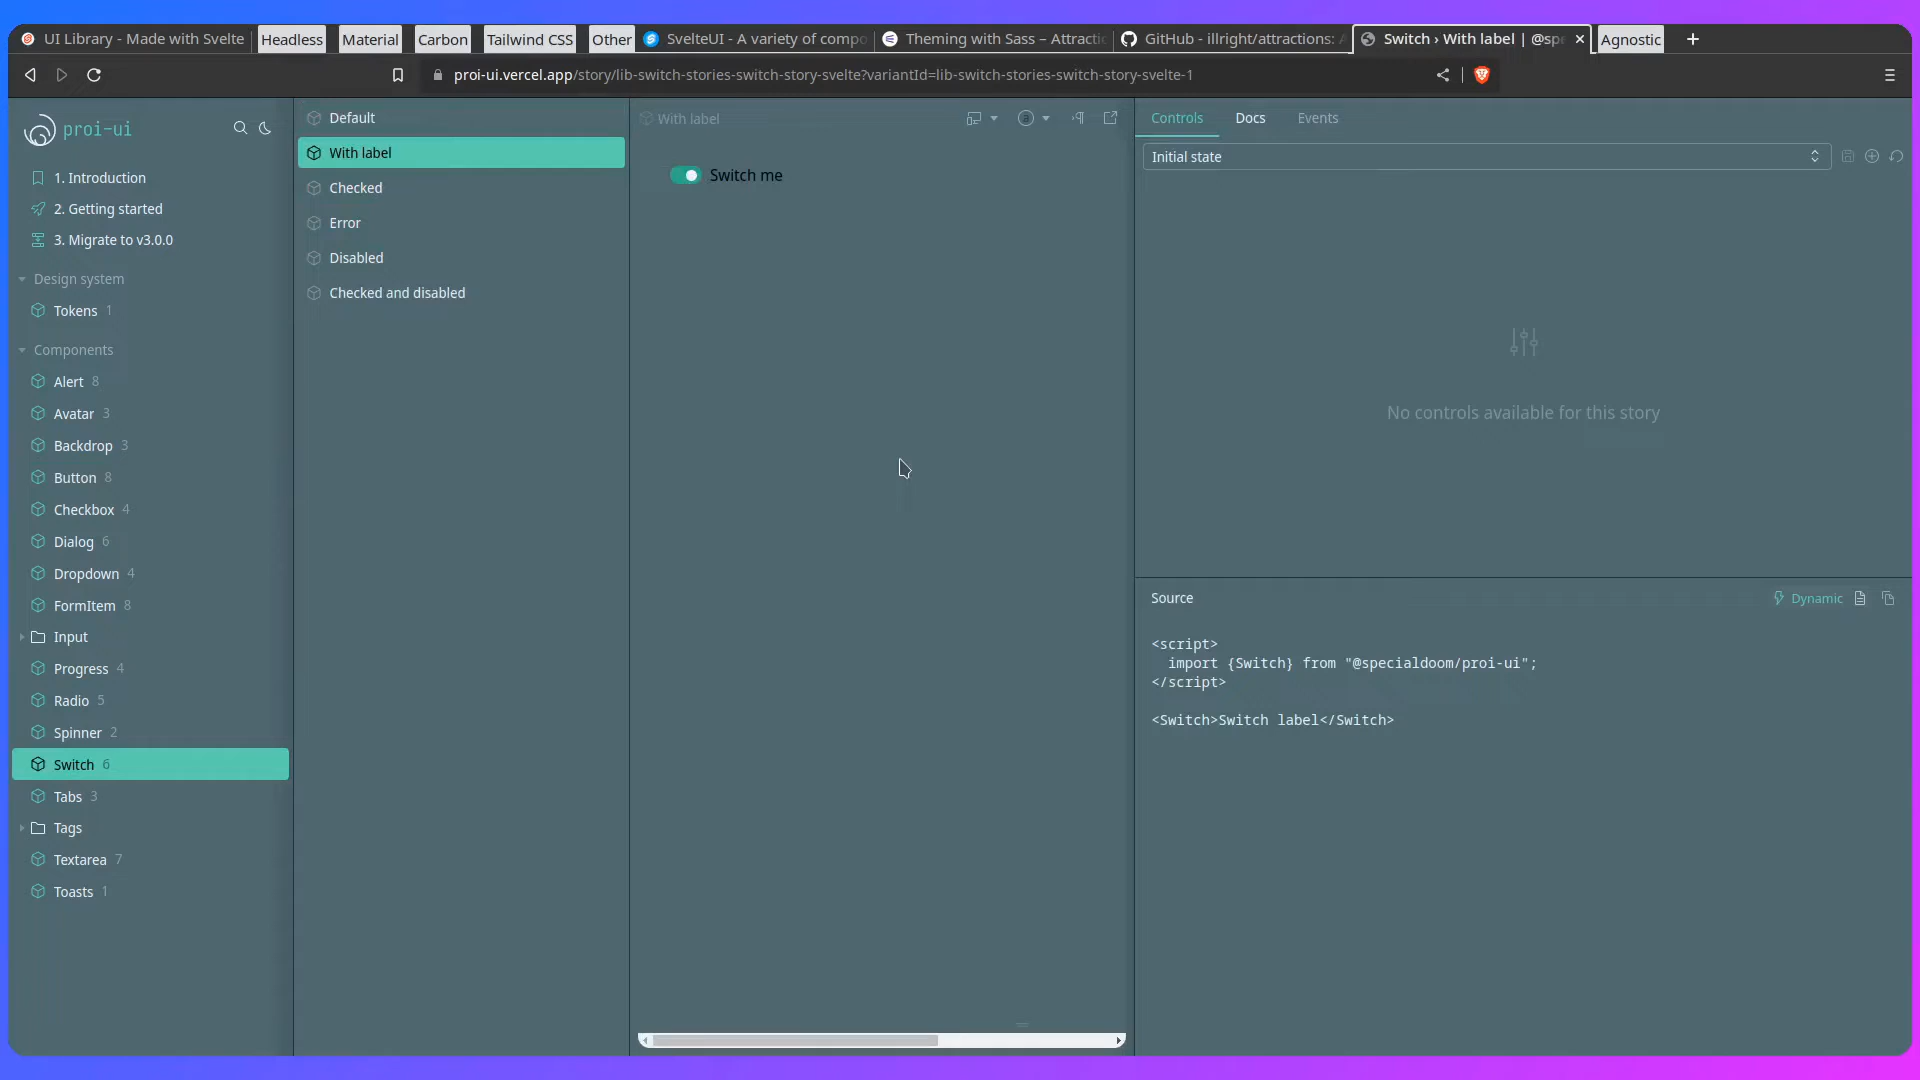 UI Library - Made with Svelte
Headless
Material
Carbon
Tailwind CSS
Other
SvelteUI - A variety of compo
Theming with Sass – Attractic
GitHub - illright/attractions: A
Switch › With label | @spe
Agnostic
proi-ui.vercel.app/story/lib-switch-stories-switch-story-svelte?variantId=lib-switch-stories-switch-story-svelte-1
proi-ui
1. Introduction
2. Getting started
3. Migrate to v3.0.0
Design system
Tokens 1
Components
Alert 8
Avatar 3
Backdrop 3
Button 8
Checkbox 4
Dialog 6
Dropdown 4
FormItem 8
Input
Progress 4
Radio 5
Spinner 2
Switch 6
Tabs 3
Tags
Textarea 7
Toasts 1
Default
With label
Checked
Error
Disabled
Checked and disabled
With label
Switch me
Controls
Docs
Events
Initial state
No controls available for this story
Source
Dynamic
<script>
import {Switch} from "@specialdoom/proi-ui";
</script>
<Switch>Switch label</Switch>